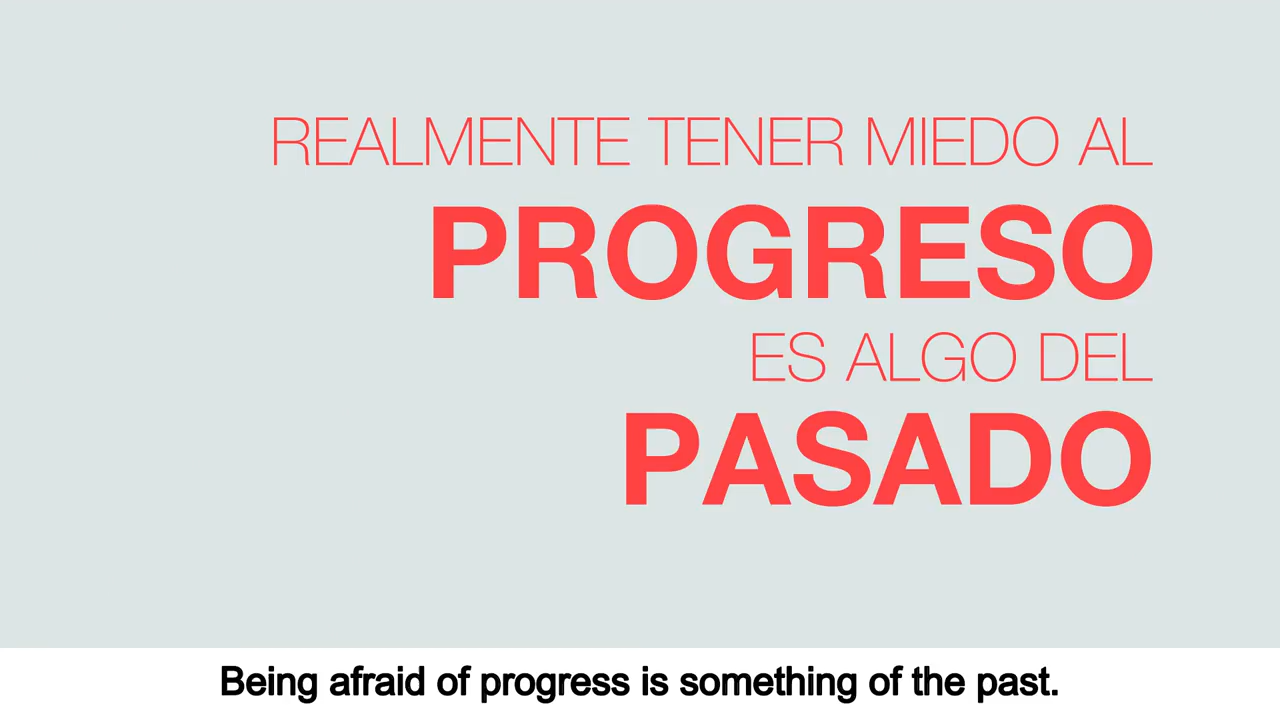 REALMENTE TENER MIEDO AL
PROGRESO
ES ALGO DEL
PASADO
Being afraid of progress is something of the past.